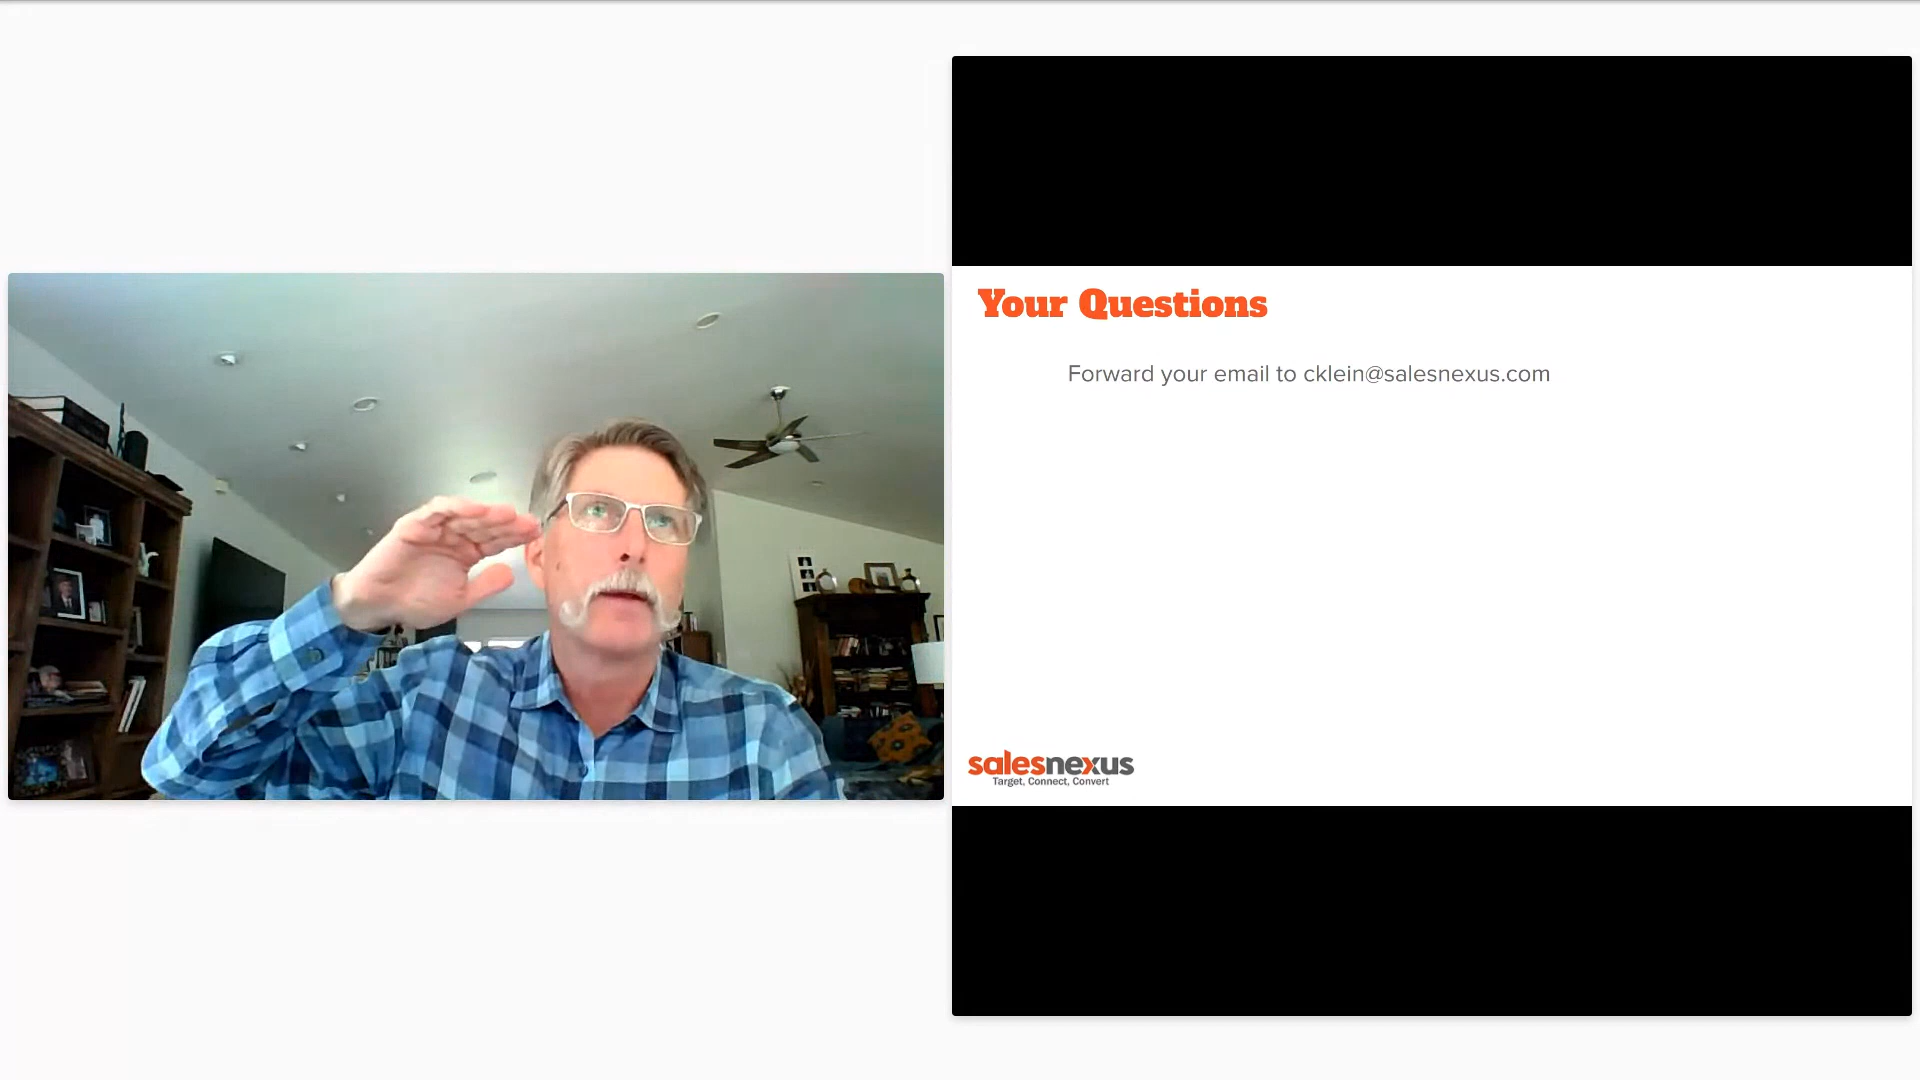 Your Questions
Forward your email to cklein@salesnexus.com
salesnexus
Target, Connect, Convert